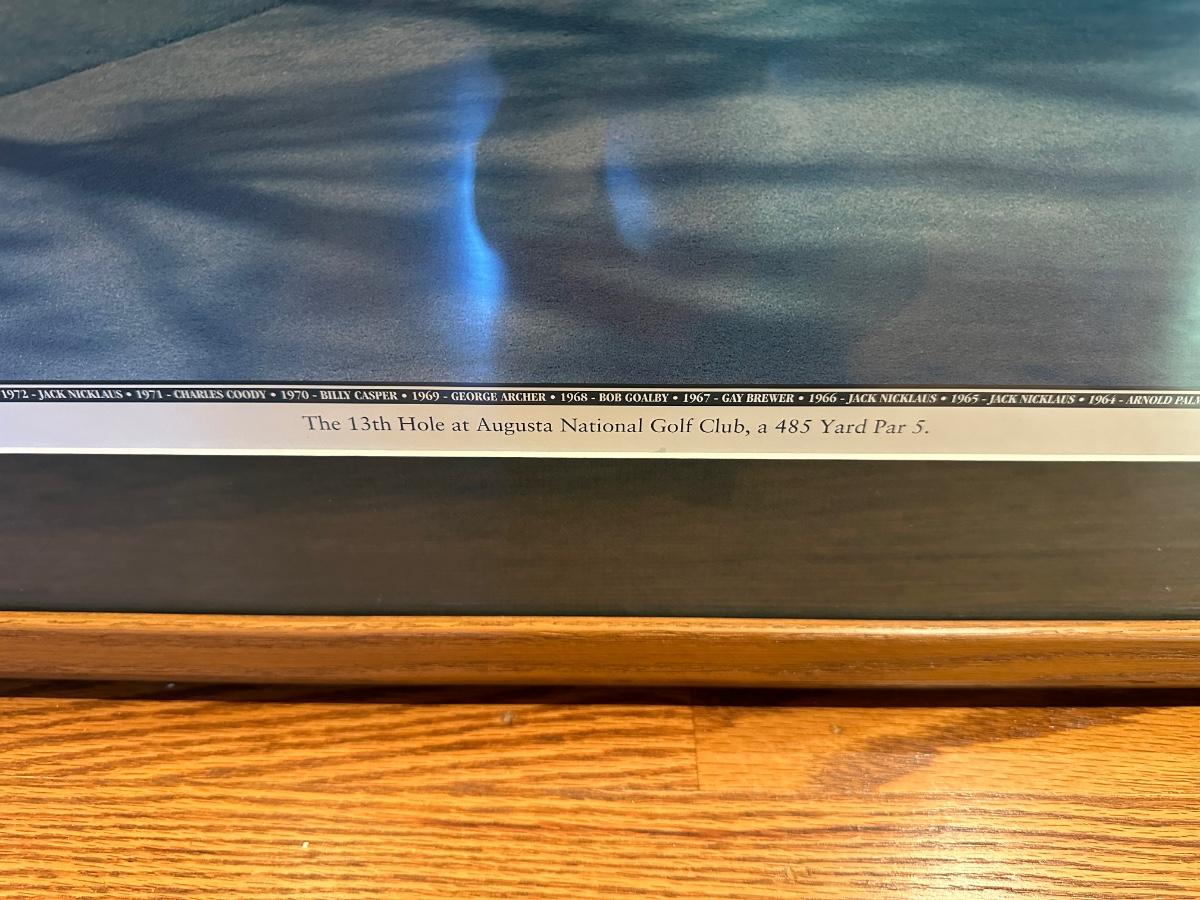 1972 - JACK NICKLAUS • 1971 - CHARLES COODY • 1970 - BILLY CASPER • 1969 - GEORGE ARCHER • 1968 - BOB GOALBY • 1967 - GAY BREWER • 1966 - JACK NICKLAUS • 1965 - JACK NICKLAUS • 1964 - ARNOLD PALM
The 13th Hole at Augusta National Golf Club, a 485 Yard Par 5.